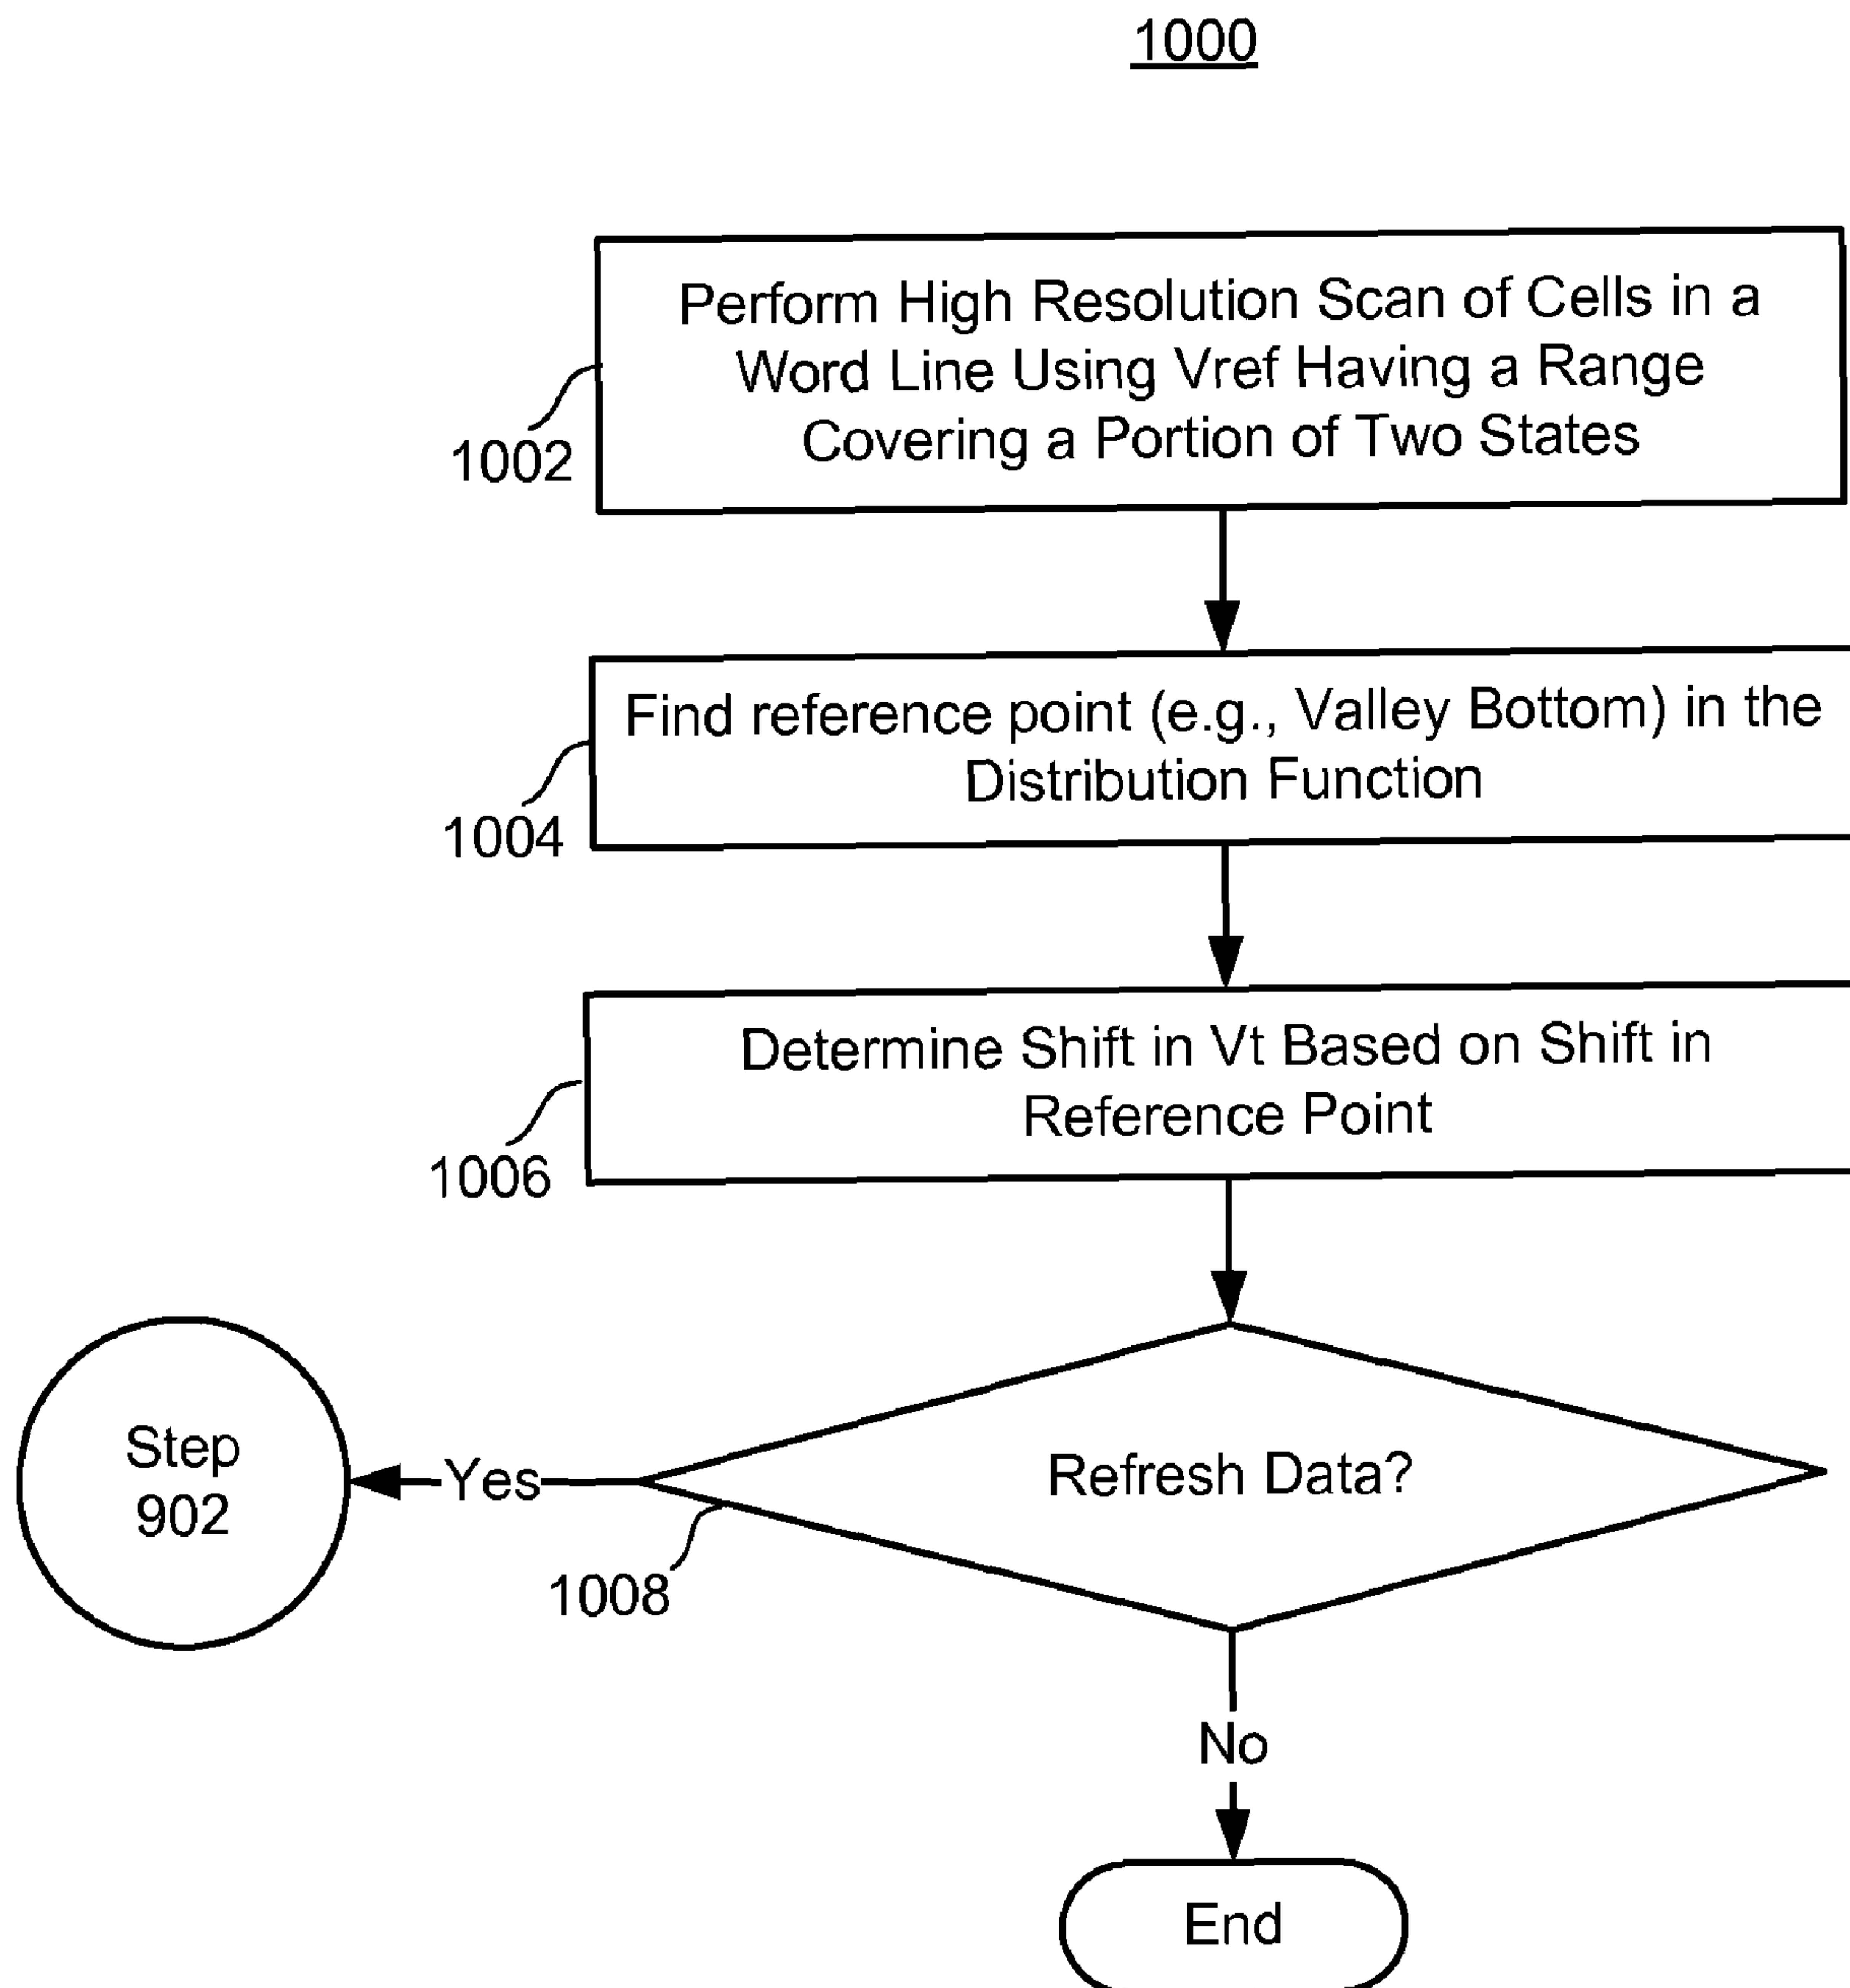 1000
Perform High Resolution Scan of Cells in a
Word Line Using Vref Having a Range
Covering a Portion of Two States
1002
Find reference point (e.g., Valley Bottom) in the
Distribution Function
1004
Determine Shift in Vt Based on Shift in
Reference Point
1006
Step
902
Yes
Refresh Data?
1008
No
End